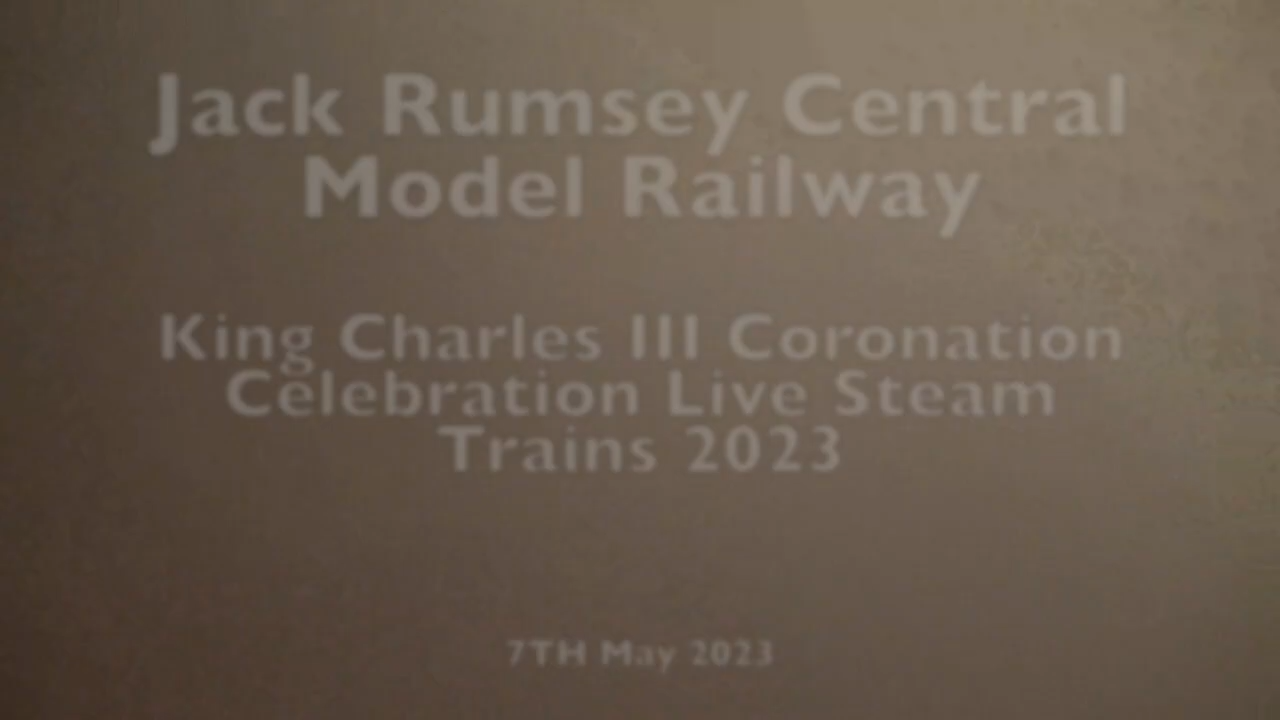 Jack Rumsey Central
Model Railway
King Charles III Coronation
Celebration Live Steam
Trains 2023
7TH May 2023